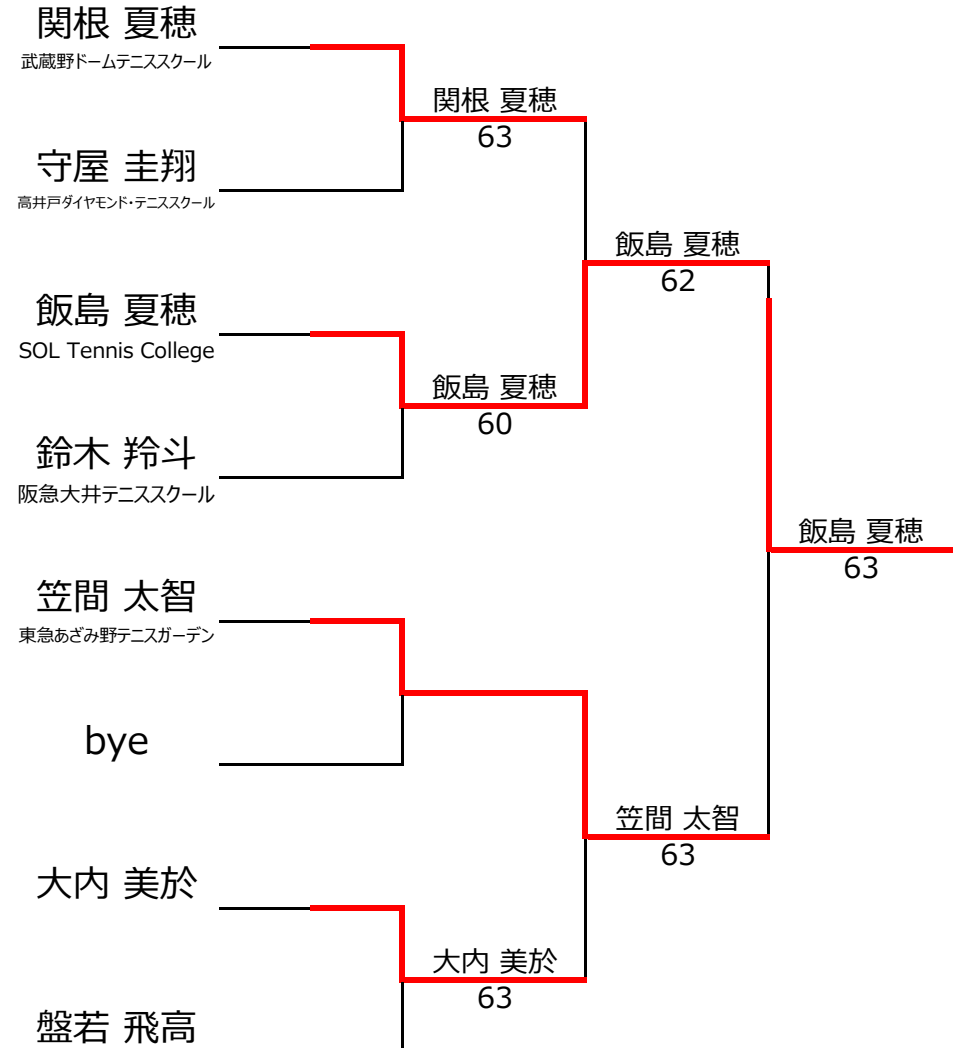 関根 夏穂
武蔵野ドームテニススクール
関根 夏穂
63
守屋 圭翔
高井戸ダイヤモンド・テニススクール
飯島 夏穂
62
飯島 夏穂
SOL Tennis College
飯島 夏穂
60
鈴木 羚斗
阪急大井テニススクール
飯島 夏穂
63
笠間 太智
東急あざみ野テニスガーデン
bye
笠間 太智
63
大内 美於
大内 美於
63
盤若 飛高